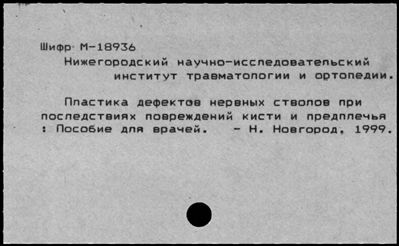 Шифр М-18936
Нижегородский научно-исследовательский
институт травматологии и ортопедии.
Пластика дефектов нервных стволов при
последствиях повреждений кисти и предплечья
: Пособие для врачей. - Н. Новгород, 1999.